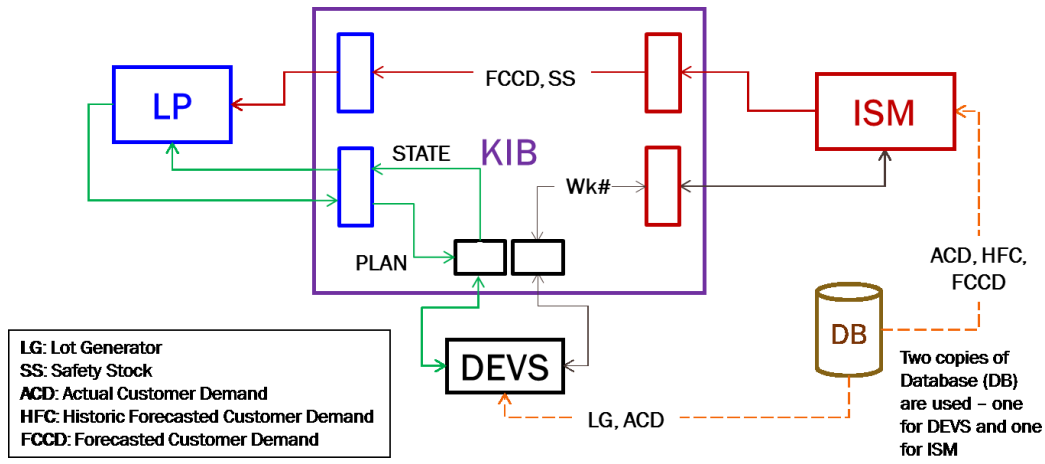 LP
FCCD, SS
ISM
STATE
KIB
Wk#
PLAN
ACD, HFC,
FCCD
DB
DEVS
LG, ACD
LG: Lot Generator
SS: Safety Stock
ACD: Actual Customer Demand
HFC: Historic Forecasted Customer Demand
FCCD: Forecasted Customer Demand
Two copies of
Database (DB)
are used – one
for DEVS and one
for ISM